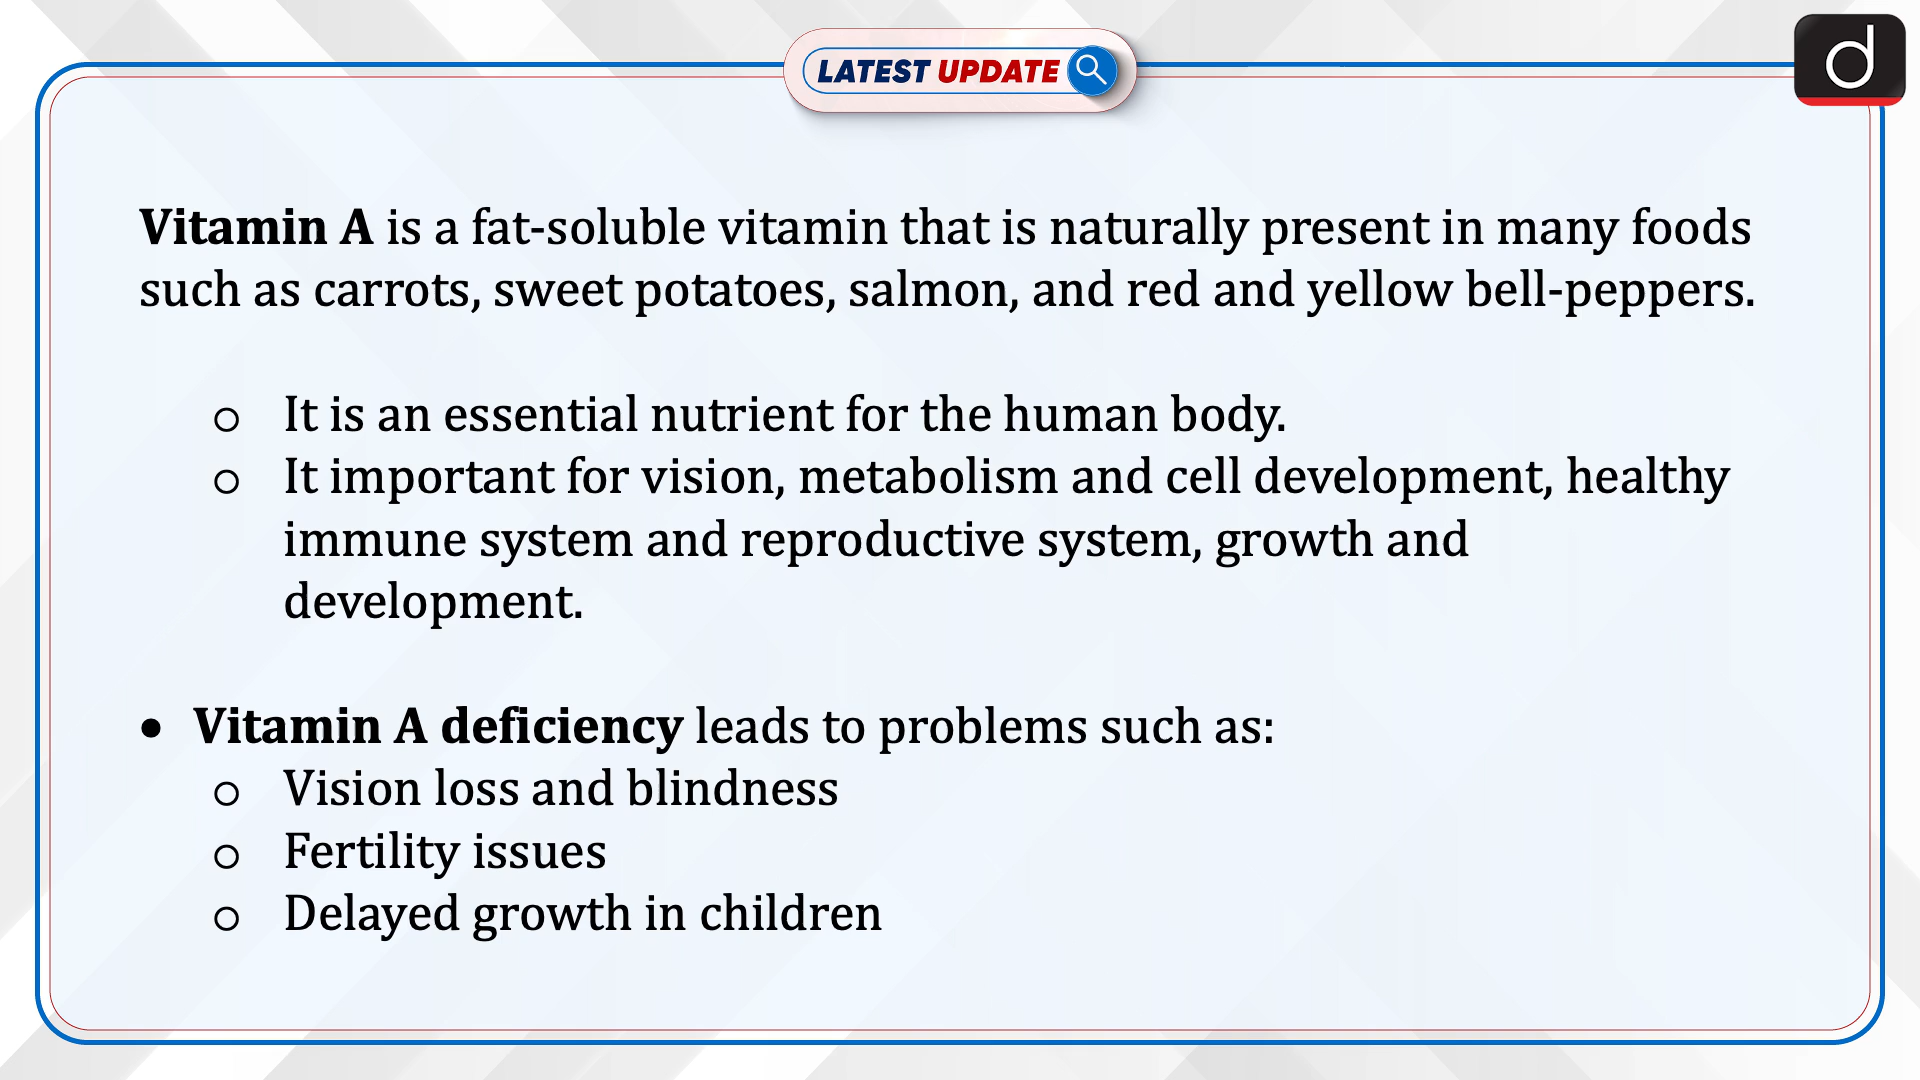 LATEST UPDATE
d
Vitamin A is a fat-soluble vitamin that is naturally present in many foods
such as carrots, sweet potatoes, salmon, and red and yellow bell-peppers.
○ It is an essential nutrient for the human body.
○ It important for vision, metabolism and cell development, healthy
immune system and reproductive system, growth and
development.
• Vitamin A deficiency leads to problems such as:
○ Vision loss and blindness
○ Fertility issues
○ Delayed growth in children